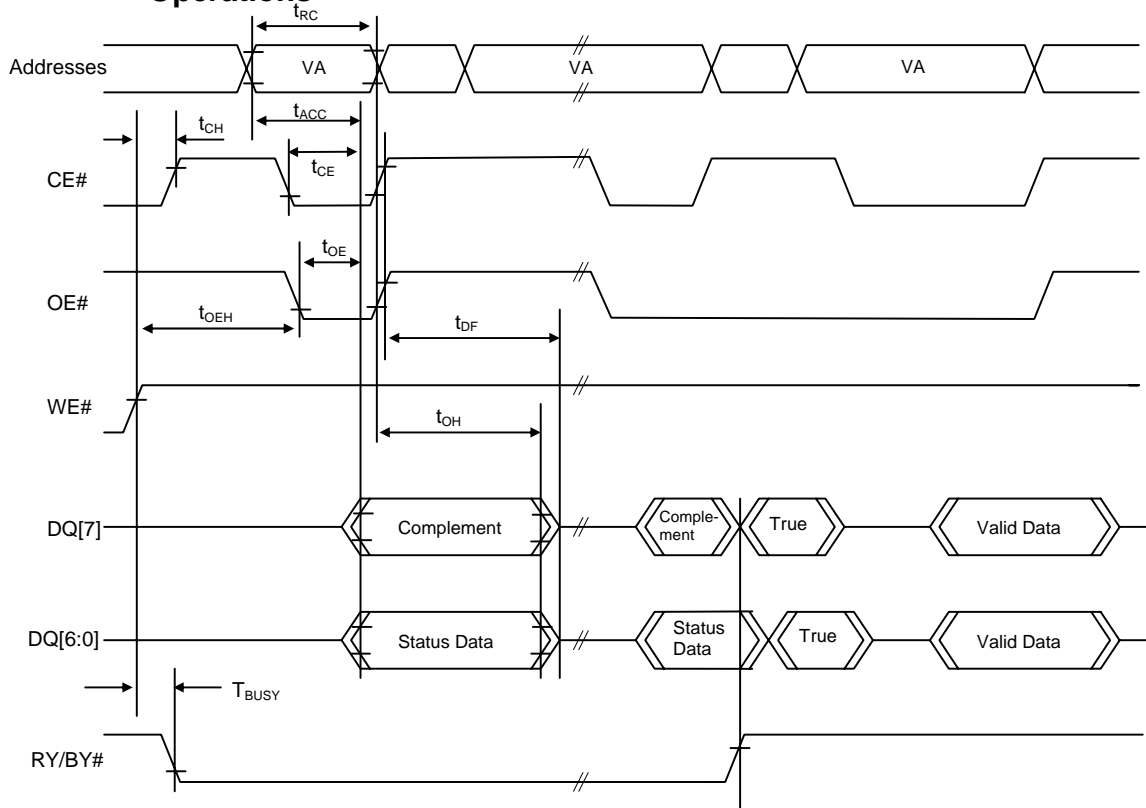 Operations
tRC
Addresses VA VA VA
tACC
tCH
tCE
CE#
tOE
OE#
tOEH
tDF
WE#
tOH
DQ[7] Complement Comple-
ment True Valid Data
DQ[6:0] Status Data Status
Data True Valid Data
TBUSY
RY/BY#